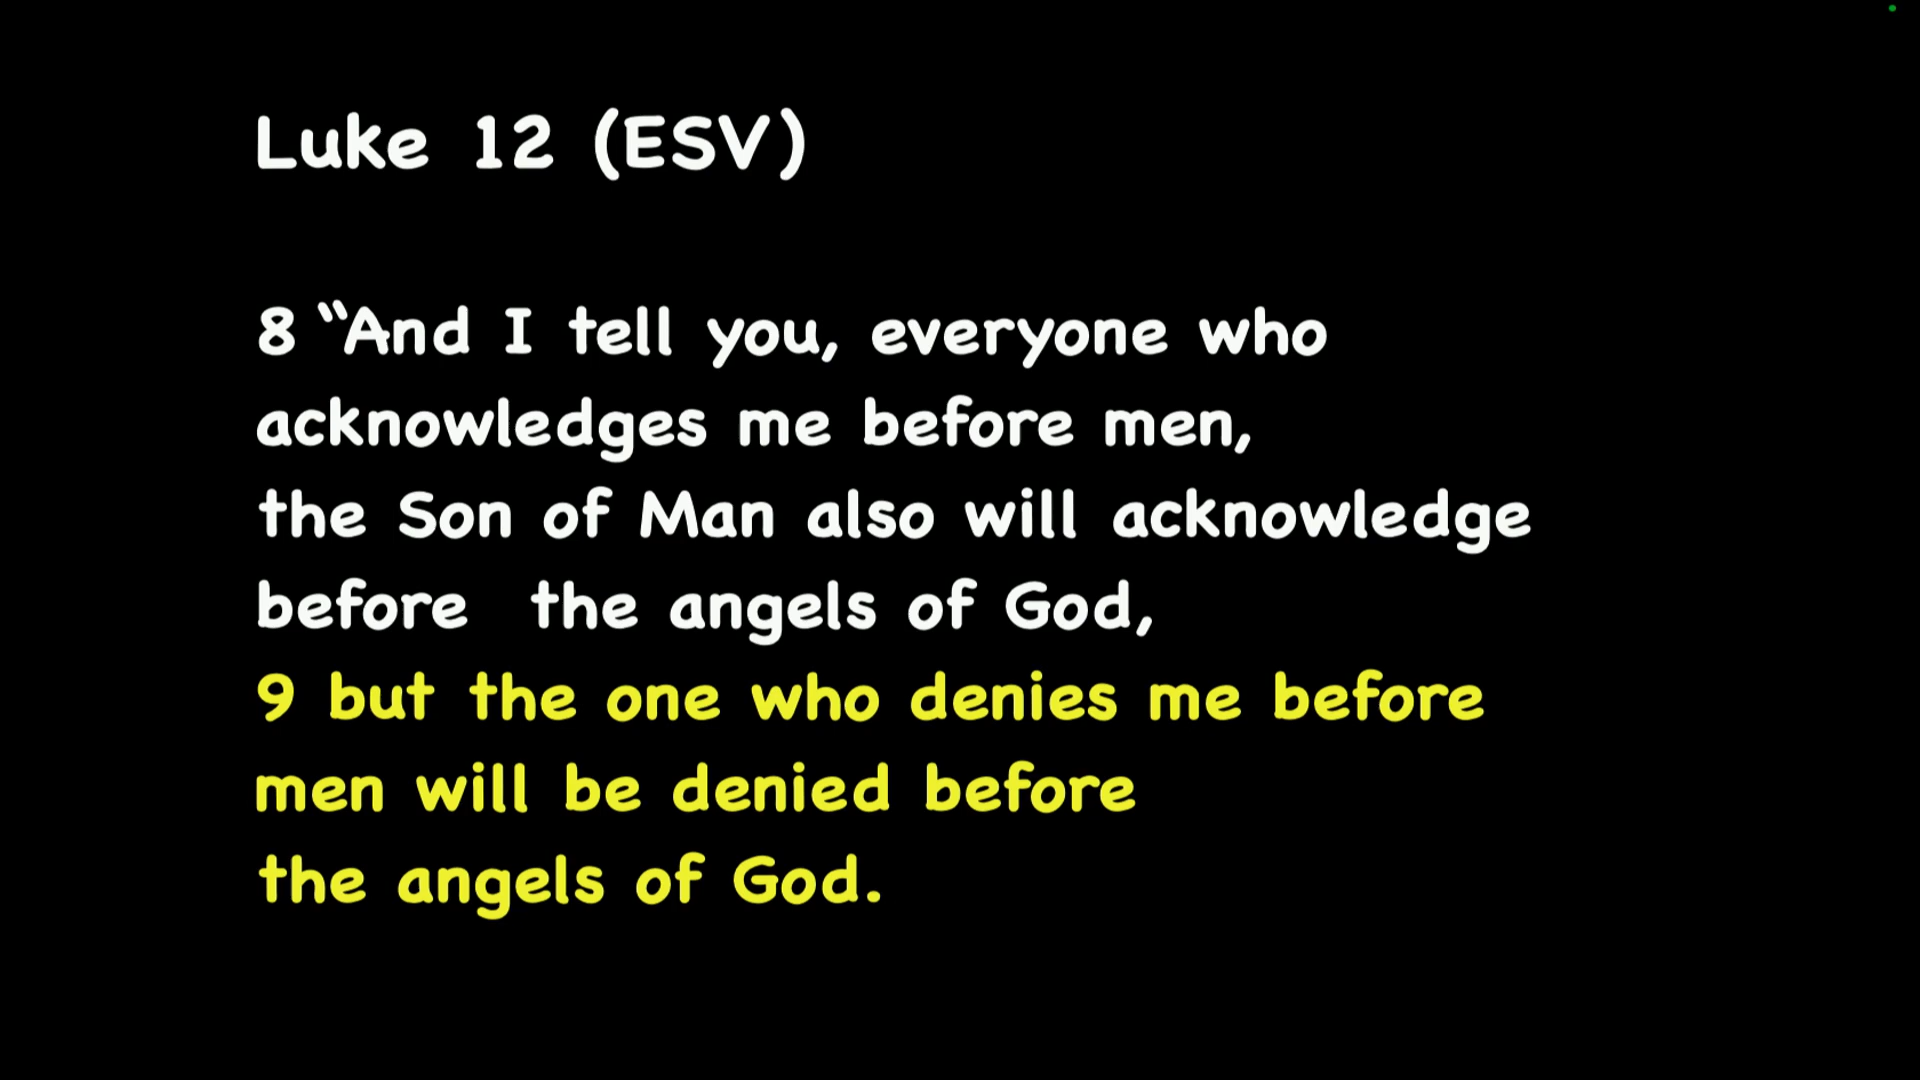 Luke 12 (ESV)
8 “And I tell you, everyone who
acknowledges me before men,
the Son of Man also will acknowledge
before the angels of God,
9 but the one who denies me before
men will be denied before
the angels of God.